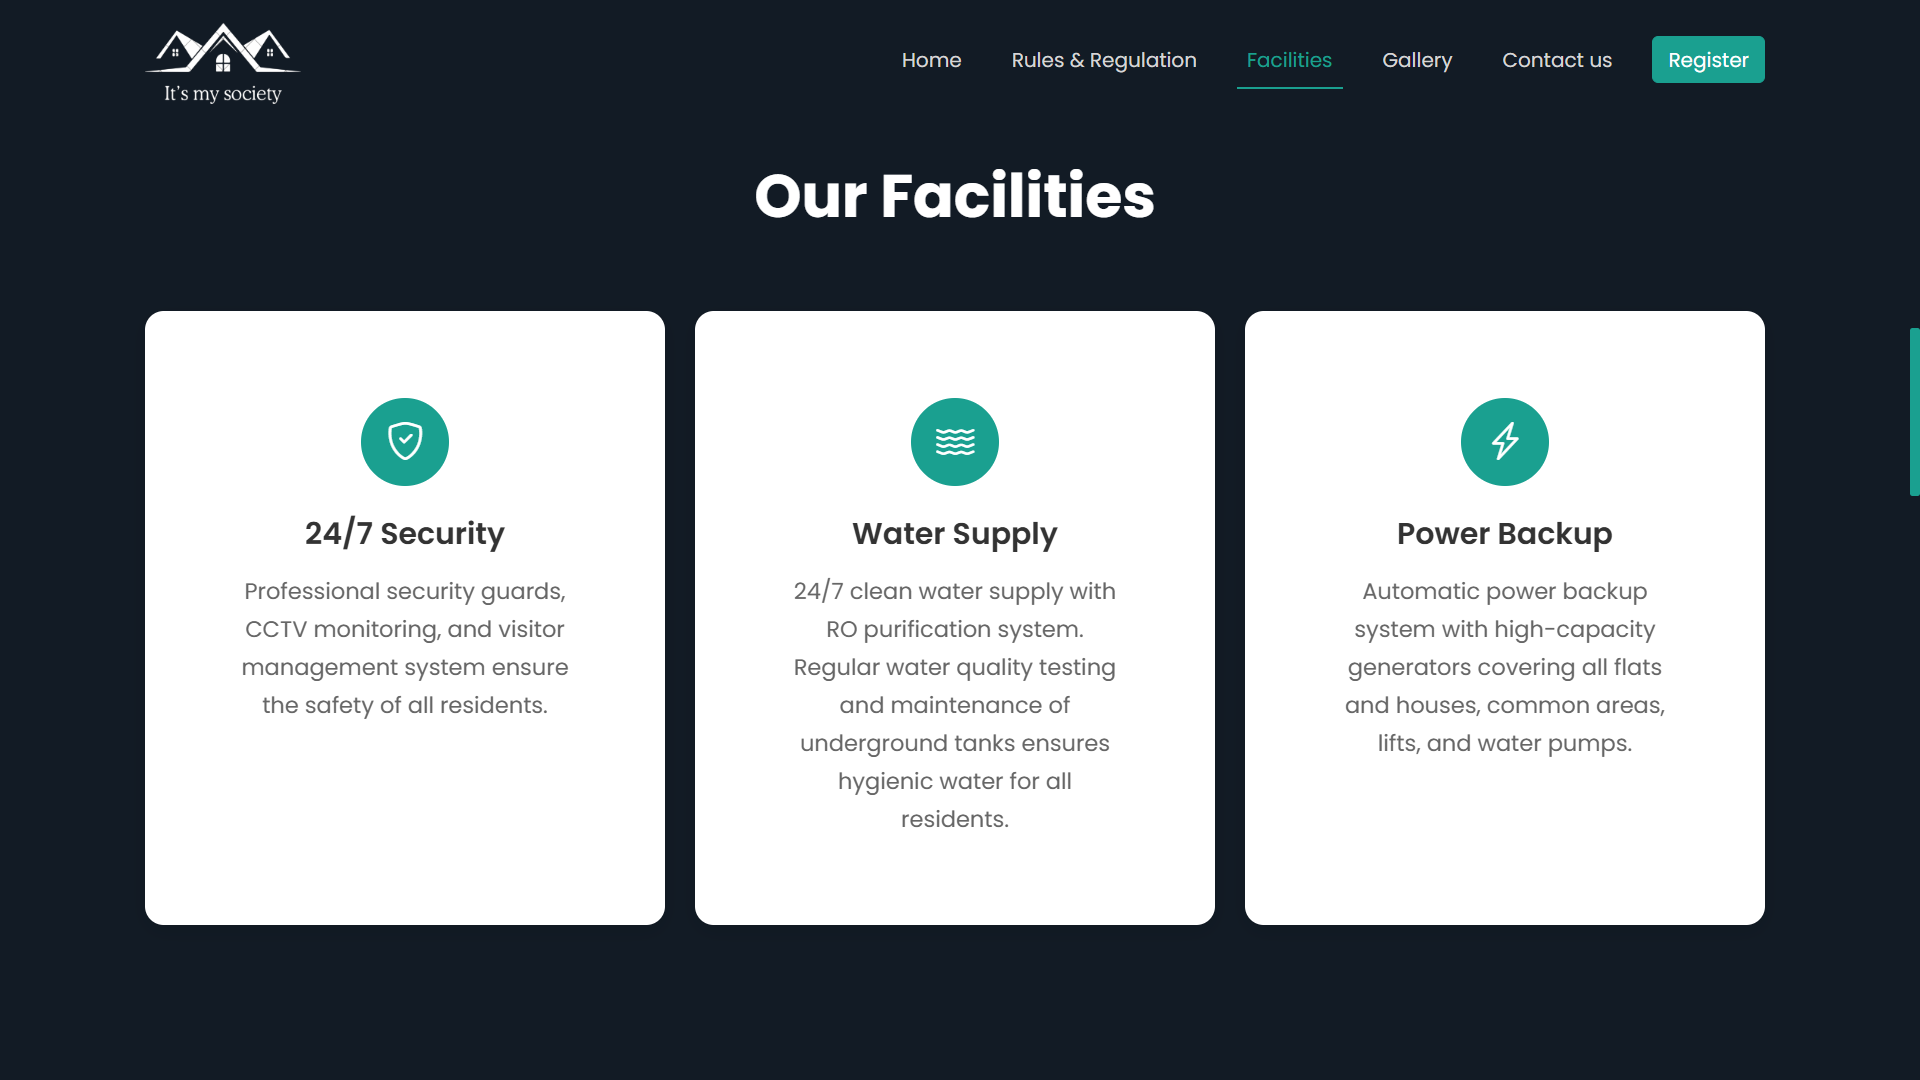 It's my society
Home
Rules & Regulation
Facilities
Gallery
Contact us
Register
Our Facilities
24/7 Security
Professional security guards,
CCTV monitoring, and visitor
management system ensure
the safety of all residents.
Water Supply
24/7 clean water supply with
RO purification system.
Regular water quality testing
and maintenance of
underground tanks ensures
hygienic water for all
residents.
Power Backup
Automatic power backup
system with high-capacity
generators covering all flats
and houses, common areas,
lifts, and water pumps.